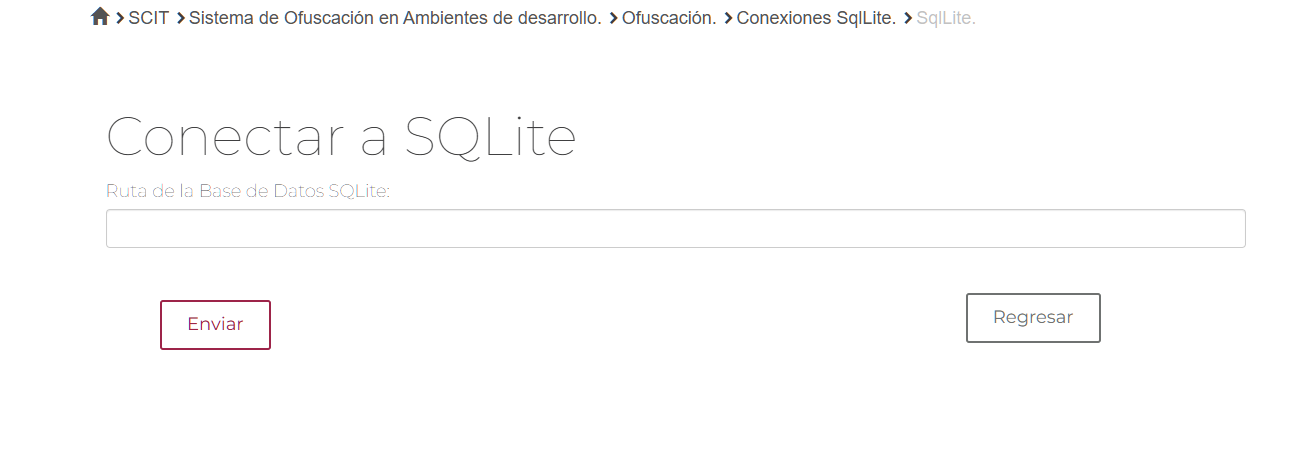 SCIT Sistema de Ofuscación en Ambientes de desarrollo. Ofuscación. Conexiones SqlLite. SqlLite.
Conectar a SQLite
Ruta de la Base de Datos SQLite:
Enviar
Regresar